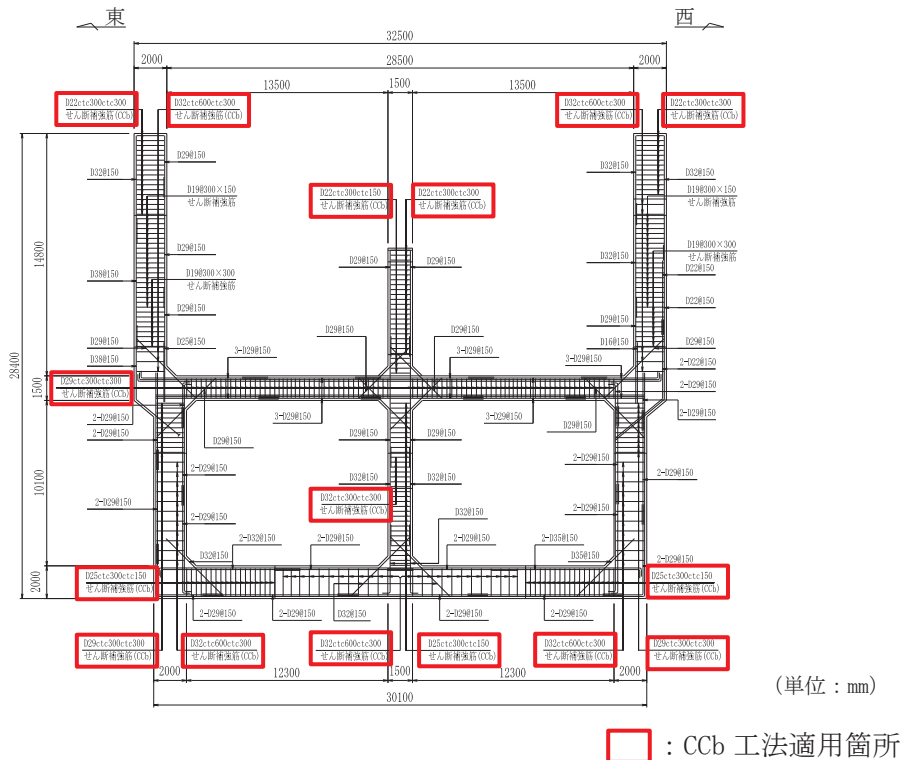 東
西
32500
2000
28500
2000
13500
1500
13500
D22ctc300ctc300
せん断補強筋(CCb)
D32ctc600ctc300
せん断補強筋(CCb)
D32ctc600ctc300
せん断補強筋(CCb)
D22ctc300ctc300
せん断補強筋(CCb)
D29@150
D32@150
D32@150
D32@150
D19@300×150
せん断補強筋
D22ctc300ctc150
せん断補強筋(CCb)
D22ctc300ctc300
せん断補強筋(CCb)
D19@300×150
せん断補強筋
14800
D29@150
D19@300×300
せん断補強筋
D38@150
D29@150
D29@150
D29@150
D32@150
D19@300×300
せん断補強筋
D22@150
D29@150
D22@150
D29@150
D25@150
D29@150
D29@150
D29@150
D16@150
D29@150
D38@150
3-D29@150
3-D29@150
3-D29@150
2-D22@150
28400
1500
D29ctc300ctc300
せん断補強筋(CCb)
2-D29@150
2-D29@150
2-D29@150
3-D29@150
3-D29@150
2-D29@150
2-D29@150
D29@150
D29@150
D29@150
D29@150
10100
2-D29@150
2-D29@150
2-D29@150
D32@150
D32@150
2-D29@150
2-D29@150
2-D29@150
D32ctc300ctc300
せん断補強筋(CCb)
D32@150
2-D32@150
2-D29@150
2-D29@150
2-D35@150
D32@150
D35@150
2-D29@150
2000
D25ctc300ctc150
せん断補強筋(CCb)
D25ctc300ctc150
せん断補強筋(CCb)
2-D29@150
2-D29@150
D32@150
2-D29@150
2-D29@150
D29ctc300ctc300
せん断補強筋(CCb)
D32ctc600ctc300
せん断補強筋(CCb)
D32ctc600ctc300
せん断補強筋(CCb)
D25ctc300ctc150
せん断補強筋(CCb)
D32ctc600ctc300
せん断補強筋(CCb)
D29ctc300ctc300
せん断補強筋(CCb)
2000
12300
1500
12300
2000
30100
(単位:mm)
:CCb 工法適用箇所